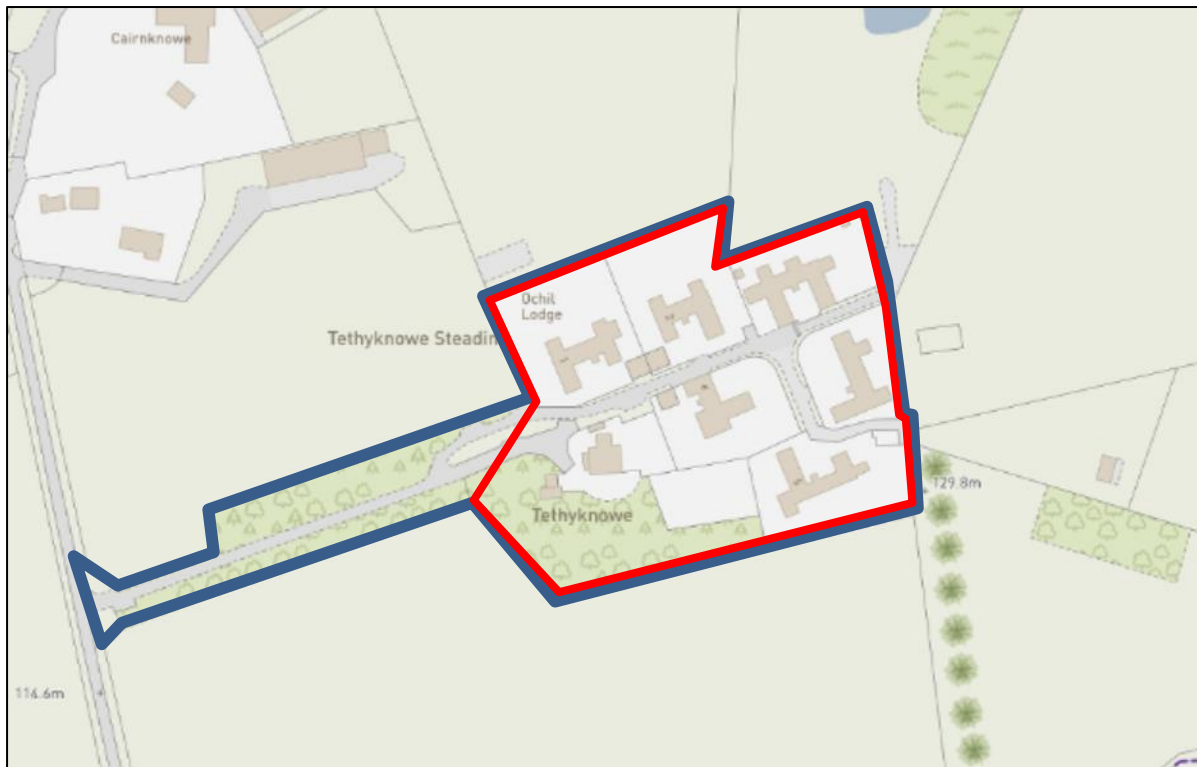 Cairnknowe
Ochil
Lodge
Tethyknowe Steadin
Tethyknowe
129.8m
114.6m